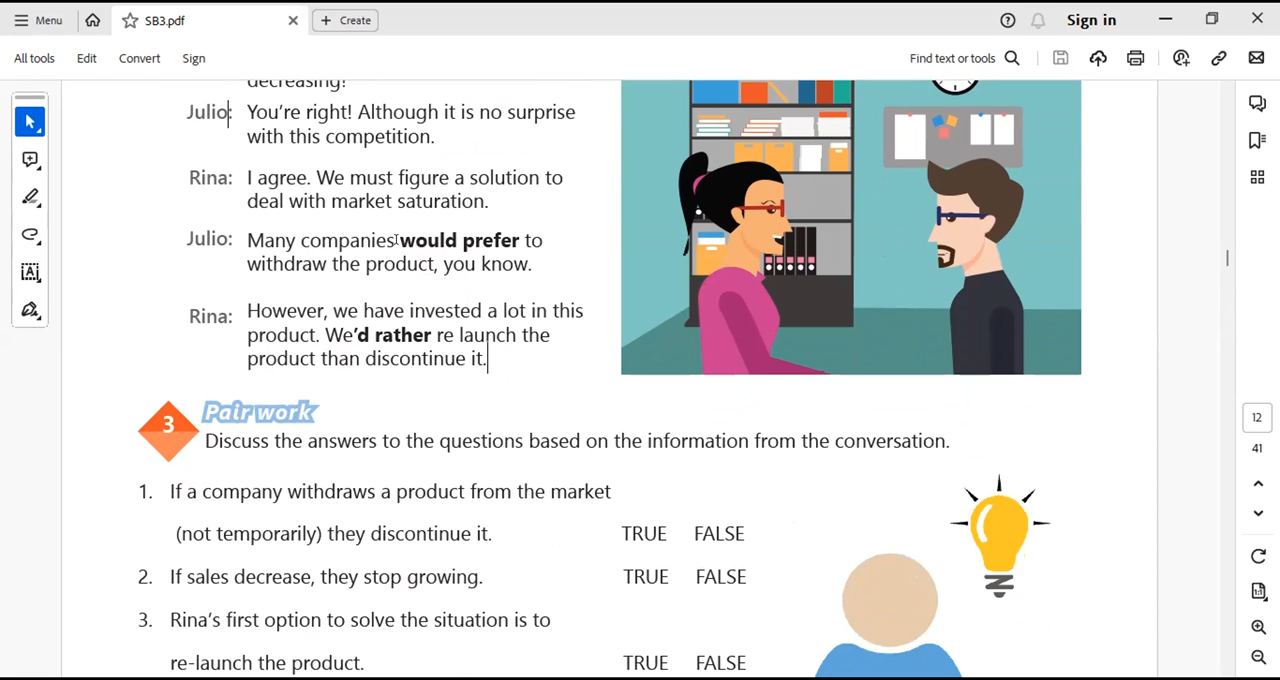 Menu
SB3.pdf
Create
Sign in
All tools
Edit
Convert
Sign
Find text or tools
decreasing!
Julio: You're right! Although it is no surprise
with this competition.
Rina: I agree. We must figure a solution to
deal with market saturation.
Julio: Many companies would prefer to
withdraw the product, you know.
Rina: However, we have invested a lot in this
product. We'd rather re launch the
product than discontinue it.
3
Pair work
Discuss the answers to the questions based on the information from the conversation.
1. If a company withdraws a product from the market
(not temporarily) they discontinue it. TRUE FALSE
2. If sales decrease, they stop growing. TRUE FALSE
3. Rina's first option to solve the situation is to
re-launch the product. TRUE FALSE
12
41